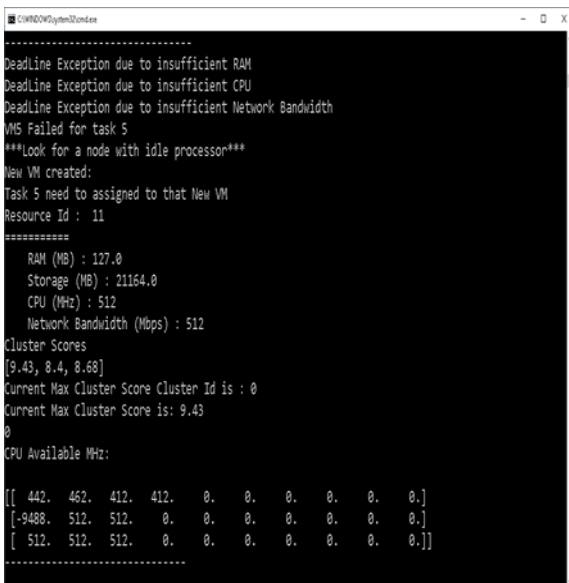 C:\WINDOWS\system32\cmd.exe
-------------------------------
DeadLine Exception due to insufficient RAM
DeadLine Exception due to insufficient CPU
DeadLine Exception due to insufficient Network Bandwidth
VM5 Failed for task 5
***Look for a node with idle processor***
New VM created:
Task 5 need to assigned to that New VM
Resource Id :  11
===========
   RAM (MB) : 127.0
   Storage (MB) : 21164.0
   CPU (MHz) : 512
   Network Bandwidth (Mbps) : 512
Cluster Scores
[9.43, 8.4, 8.68]
Current Max Cluster Score Cluster Id is : 0
Current Max Cluster Score is: 9.43
0
CPU Available MHz:
[[  442.   462.   412.   412.     0.     0.     0.     0.     0.     0.]
 [-9488.   512.   512.     0.     0.     0.     0.     0.     0.     0.]
 [  512.   512.   512.     0.     0.     0.     0.     0.     0.     0.]]
------------------------------